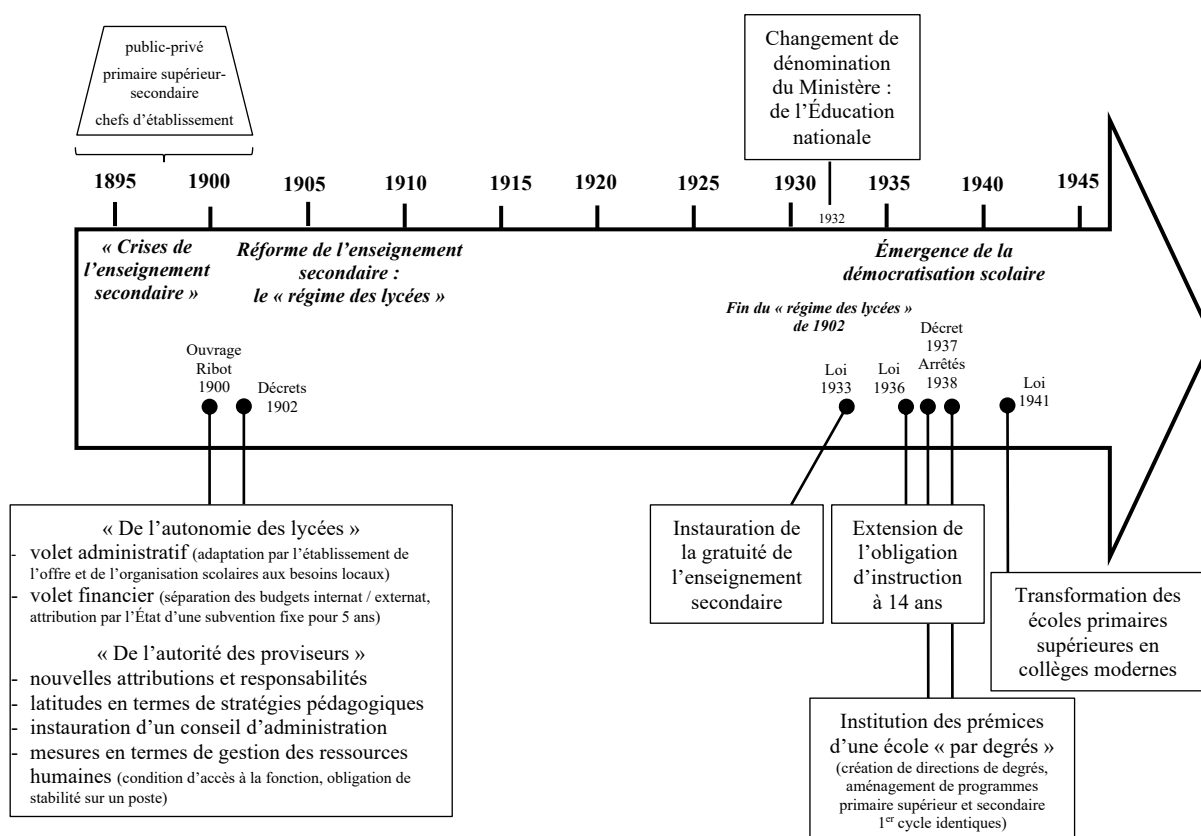 public-privé
primaire supérieur-
secondaire
chefs d’établissement
Changement de
dénomination
du Ministère :
de l’Éducation
nationale
1895
1900
1905
1910
1915
1920
1925
1930
1935
1940
1945
1932
« Crises de
l’enseignement
secondaire »
Réforme de l’enseignement
secondaire :
le « régime des lycées »
Émergence de la
démocratisation scolaire
Fin du « régime des lycées »
de 1902
Ouvrage
Ribot
1900
Décrets
1902
Loi
1933
Loi
1936
Décret
1937
Arrêtés
1938
Loi
1941
« De l’autonomie des lycées »
- volet administratif (adaptation par l’établissement de
l’offre et de l’organisation scolaires aux besoins locaux)
- volet financier (séparation des budgets internat / externat,
attribution par l’État d’une subvention fixe pour 5 ans)
« De l’autorité des proviseurs »
- nouvelles attributions et responsabilités
- latitudes en termes de stratégies pédagogiques
- instauration d’un conseil d’administration
- mesures en termes de gestion des ressources
humaines (condition d’accès à la fonction, obligation de
stabilité sur un poste)
Instauration de
la gratuité de
l’enseignement
secondaire
Extension de
l’obligation
d’instruction
à 14 ans
Transformation des
écoles primaires
supérieures en
collèges modernes
Institution des prémices
d’une école « par degrés »
(création de directions de degrés,
aménagement de programmes
primaire supérieur et secondaire
1er cycle identiques)